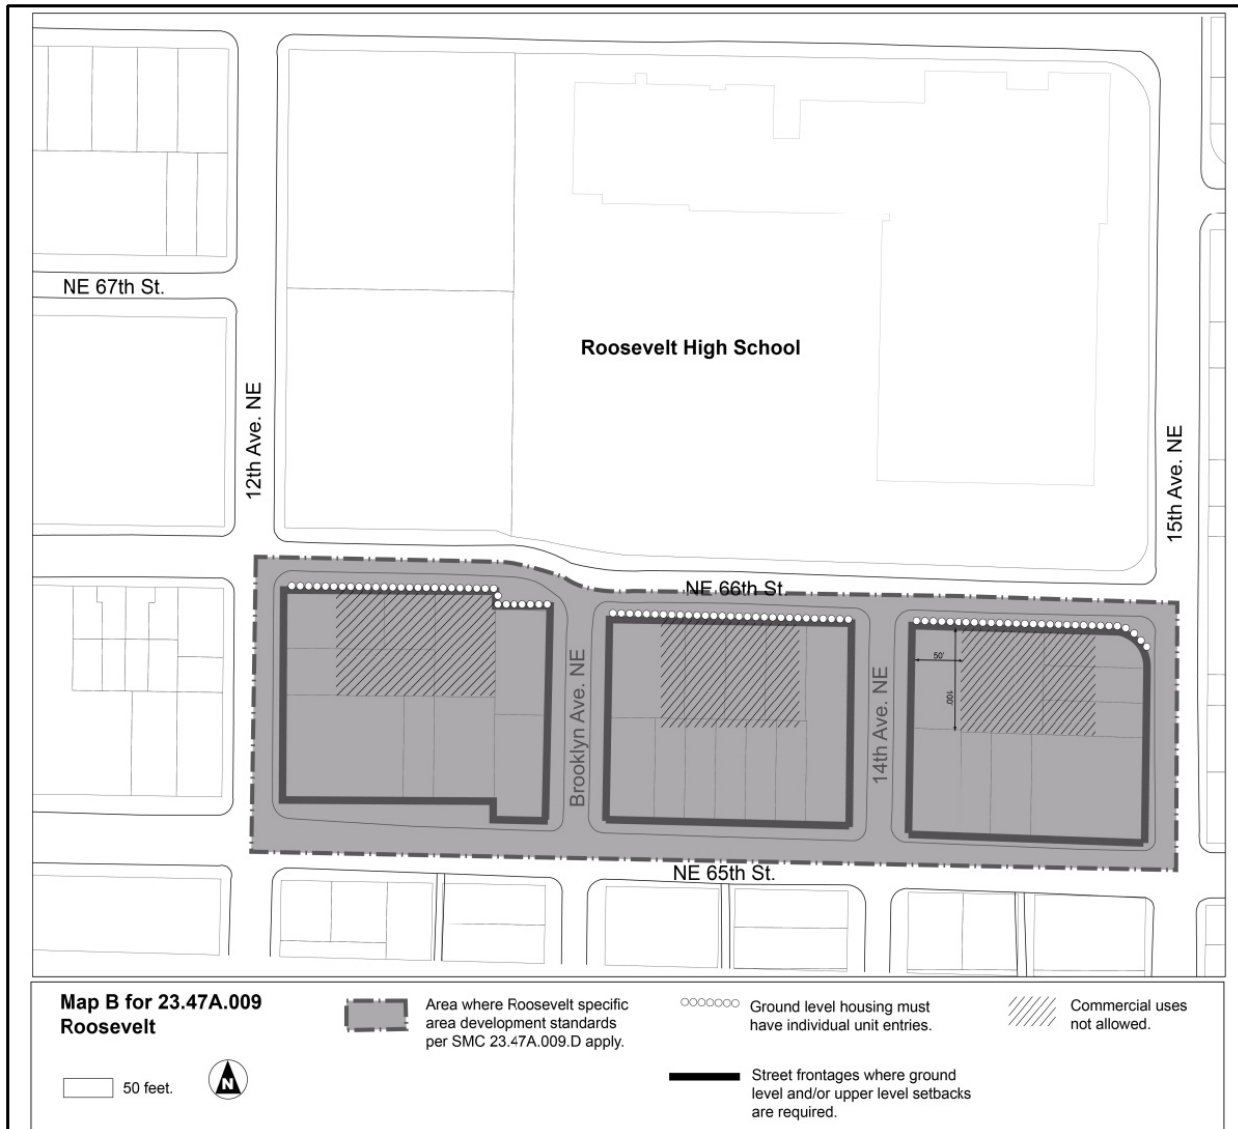 NE 67th St.
12th Ave. NE
Roosevelt High School
15th Ave. NE
NE 66th St.
50'
100'
Brooklyn Ave. NE
14th Ave. NE
NE 65th St.
Map B for 23.47A.009
Roosevelt
50 feet.
N
Area where Roosevelt specific
area development standards
per SMC 23.47A.009.D apply.
Ground level housing must
have individual unit entries.
Street frontages where ground
level and/or upper level setbacks
are required.
Commercial uses
not allowed.